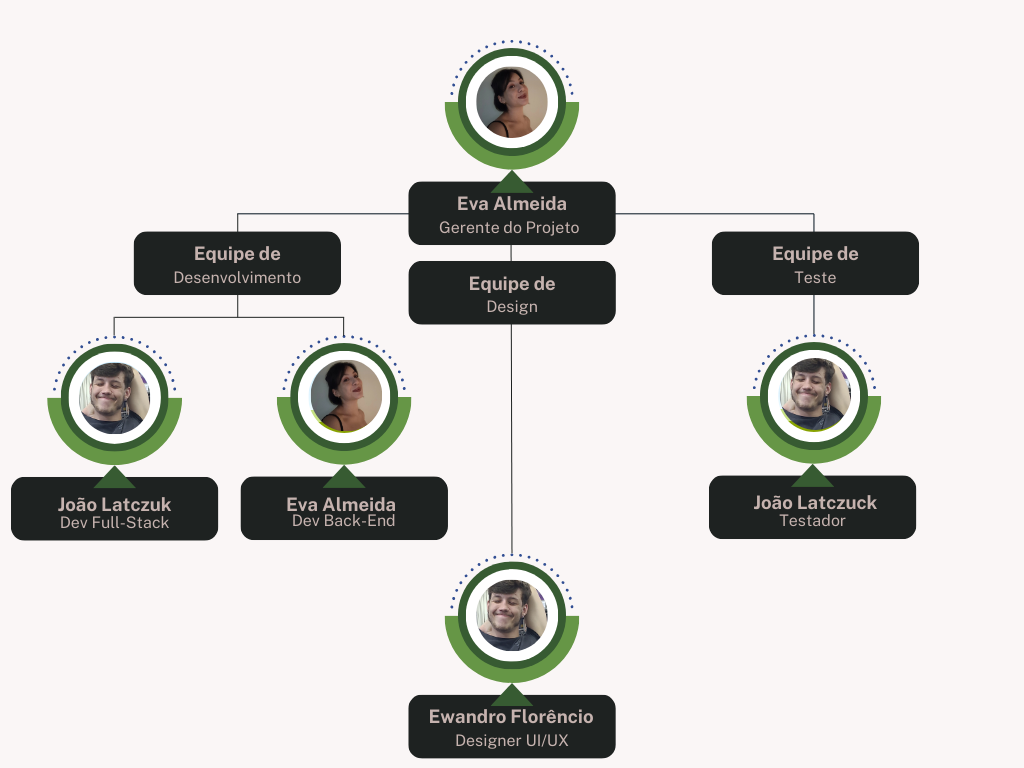 Eva Almeida
Gerente do Projeto
Equipe de
Desenvolvimento
Equipe de
Design
Equipe de
Teste
João Latczuk
Dev Full-Stack
Eva Almeida
Dev Back-End
João Latczuck
Testador
Ewandro Florêncio
Designer UI/UX